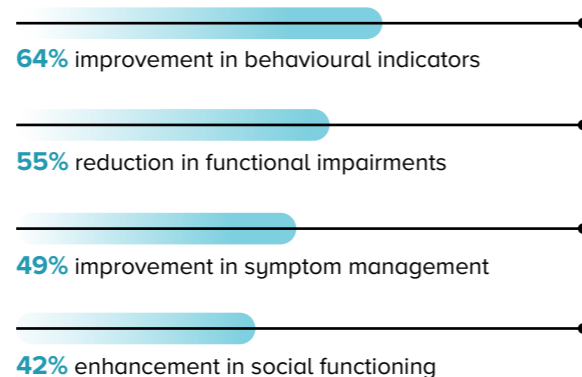 64% improvement in behavioural indicators
55% reduction in functional impairments
49% improvement in symptom management
42% enhancement in social functioning